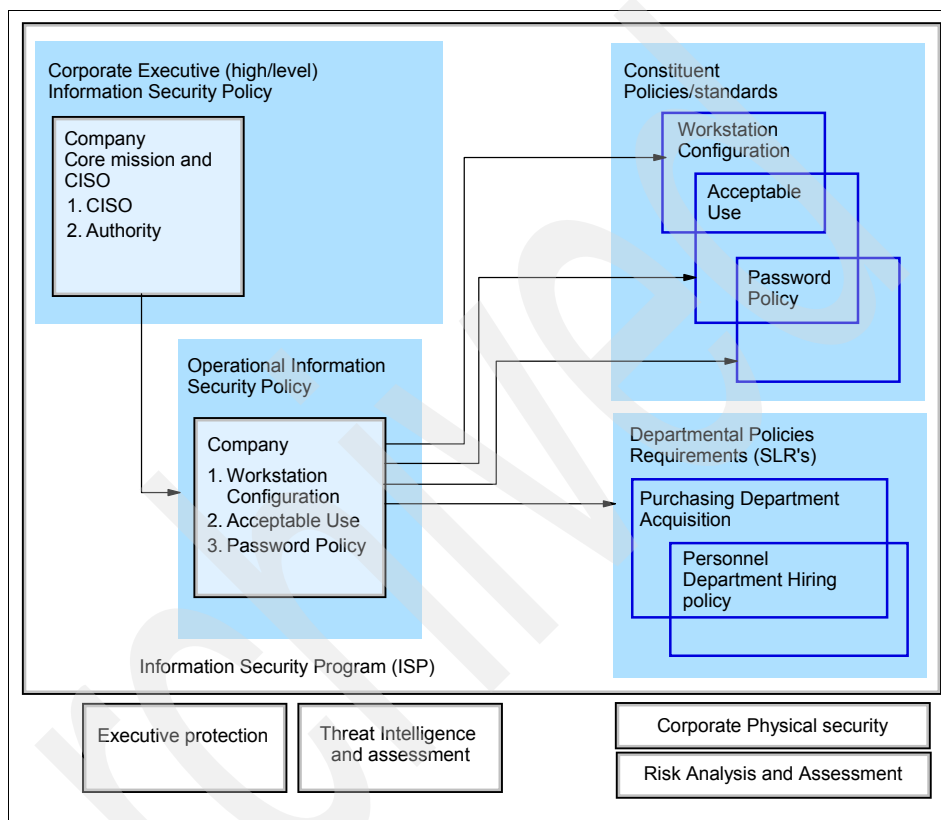 Corporate Executive (high/level)
Information Security Policy
Company
Core mission and
CISO
1. CISO
2. Authority
Operational Information
Security Policy
Company
1. Workstation
Configuration
2. Acceptable Use
3. Password Policy
Constituent
Policies/standards
Workstation
Configuration
Acceptable
Use
Password
Policy
Departmental Policies
Requirements (SLR's)
Purchasing Department
Acquisition
Personnel
Department Hiring
policy
Information Security Program (ISP)
Executive protection
Threat Intelligence
and assessment
Corporate Physical security
Risk Analysis and Assessment